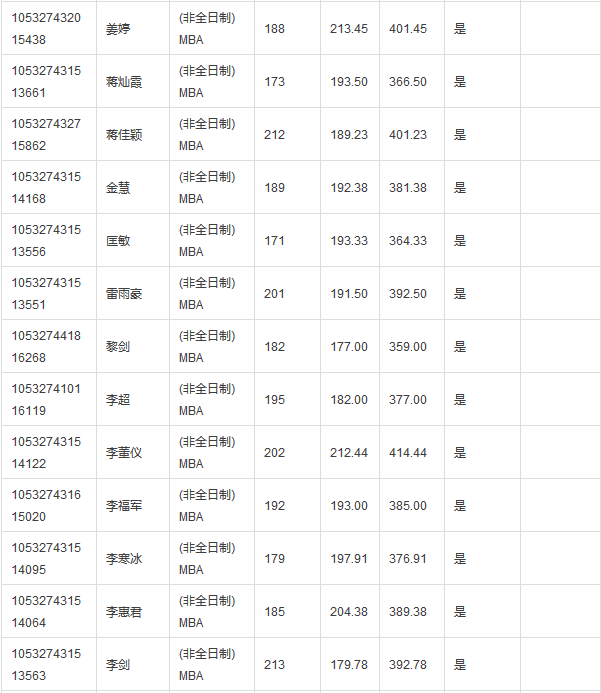 1053274320 姜婷 (非全日制) 188 213.45 401.45 是
15438 MBA
1053274315 蒋灿霞 (非全日制) 173 193.50 366.50 是
13661 MBA
1053274327 蒋佳颖 (非全日制) 212 189.23 401.23 是
15862 MBA
1053274315 金慧 (非全日制) 189 192.38 381.38 是
14168 MBA
1053274315 匡敏 (非全日制) 171 193.33 364.33 是
13556 MBA
1053274315 雷雨豪 (非全日制) 201 191.50 392.50 是
13551 MBA
1053274418 黎剑 (非全日制) 182 177.00 359.00 是
16268 MBA
1053274101 李超 (非全日制) 195 182.00 377.00 是
16119 MBA
1053274315 李董仪 (非全日制) 202 212.44 414.44 是
14122 MBA
1053274316 李福军 (非全日制) 192 193.00 385.00 是
15020 MBA
1053274315 李寒冰 (非全日制) 179 197.91 376.91 是
14095 MBA
1053274315 李惠君 (非全日制) 185 204.38 389.38 是
14064 MBA
1053274315 李剑 (非全日制) 213 179.78 392.78 是
13563 MBA